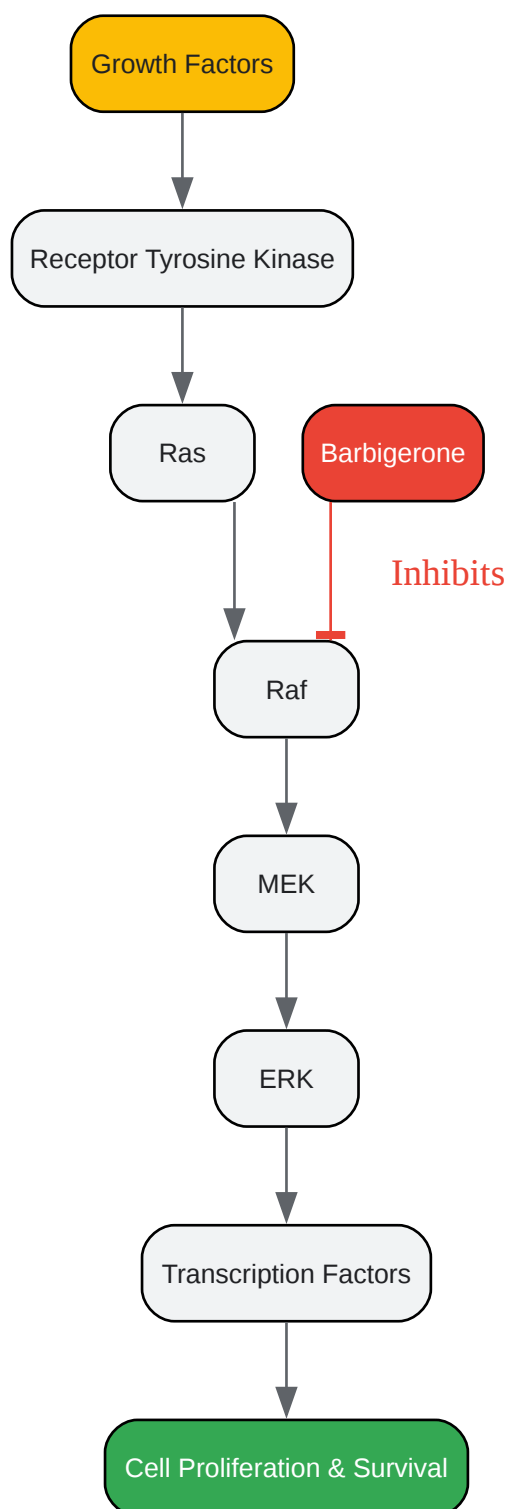 Growth Factors
Receptor Tyrosine Kinase
Ras
Barbigerone
Inhibits
Raf
MEK
ERK
Transcription Factors
Cell Proliferation & Survival